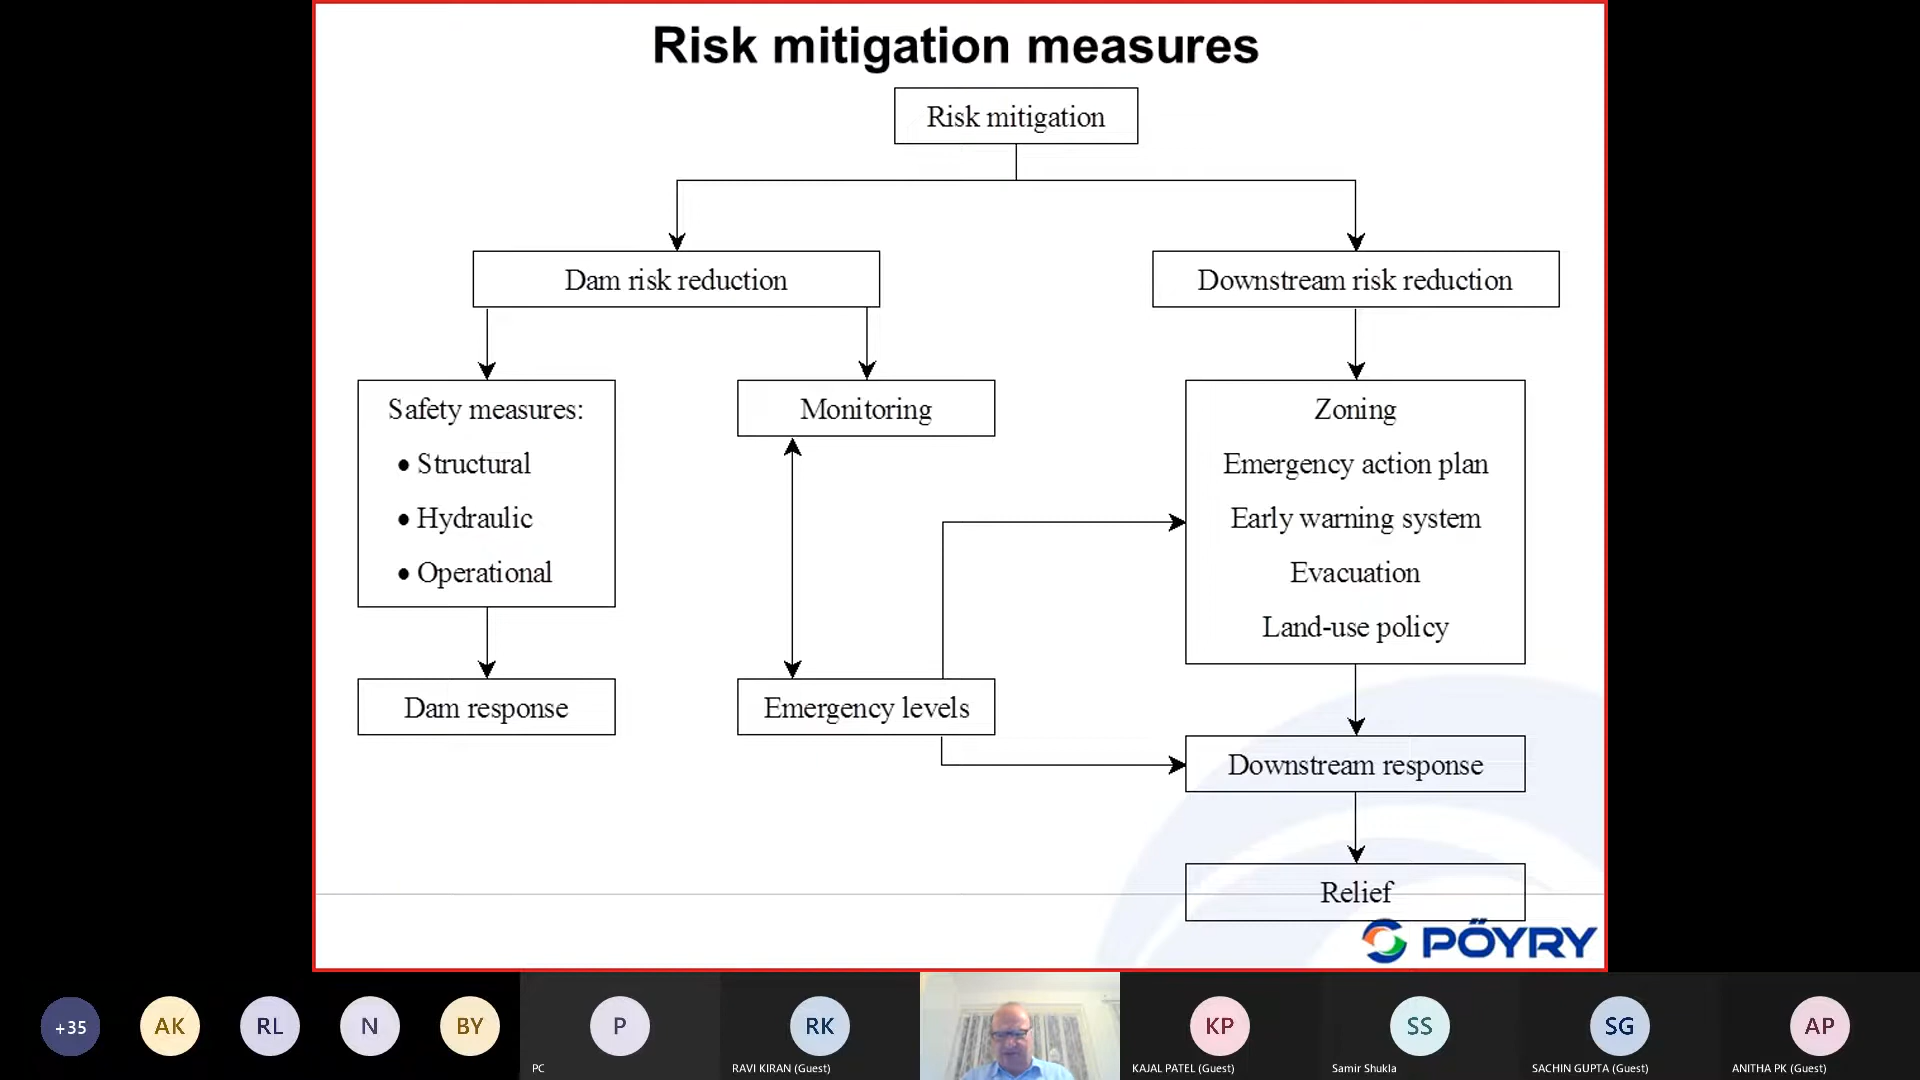 Risk mitigation measures
Risk mitigation
Dam risk reduction
Downstream risk reduction
Safety measures:
• Structural
• Hydraulic
• Operational
Monitoring
Zoning
Emergency action plan
Early warning system
Evacuation
Land-use policy
Dam response
Emergency levels
Downstream response
Relief
PŐYRY
+35
AK
RL
N
BY
P
PC
RK
RAVI KIRAN (Guest)
KP
KAJAL PATEL (Guest)
SS
Samir Shukla
SG
SACHIN GUPTA (Guest)
AP
ANITHA PK (Guest)